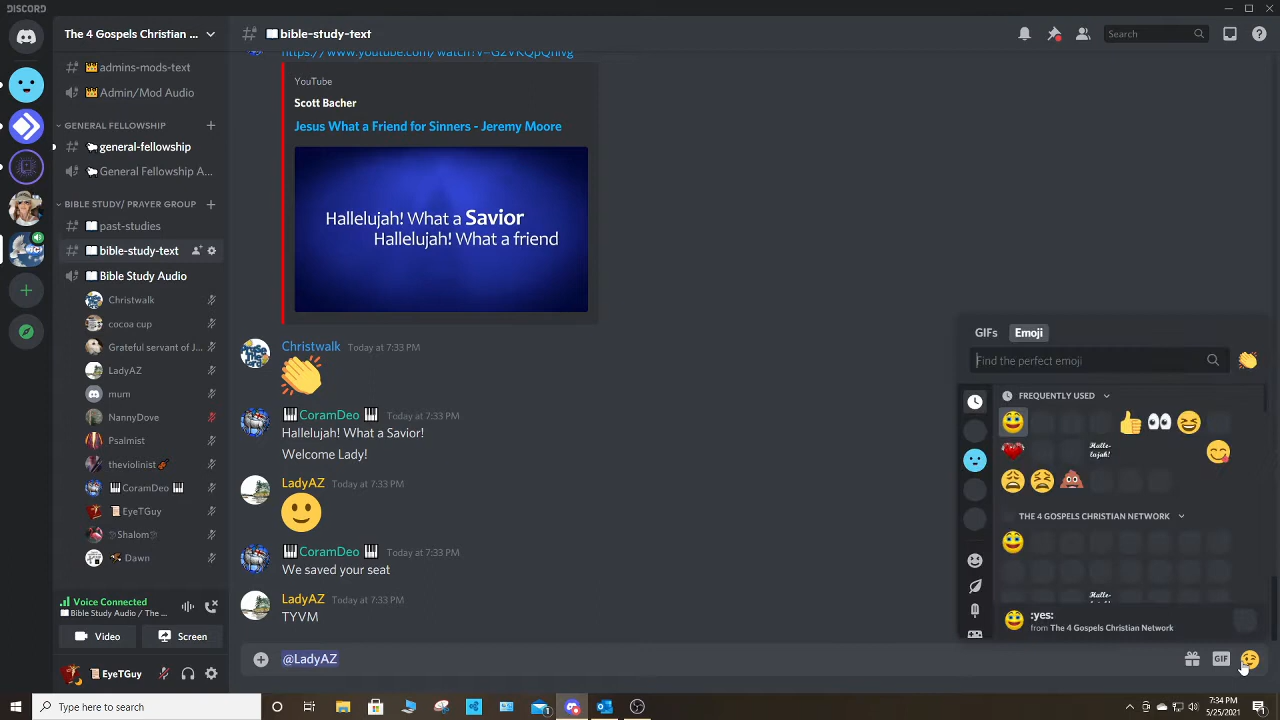 DISCORD
The 4 Gospels Christian ...
bible-study-text
Search
admins-mods-text
Admin/Mod Audio
GENERAL FELLOWSHIP
general-fellowship
General Fellowship A...
BIBLE STUDY/ PRAYER GROUP
past-studies
bible-study-text
Bible Study Audio
Christwalk
cocoa cup
Grateful servant of J...
LadyAZ
mum
NannyDove
Psalmist
theviolinist
CoramDeo
EyeTGuy
Shalom
Dawn
Voice Connected
Bible Study Audio / The ...
Video
Screen
EyeTGuy
YouTube
Scott Bacher
Jesus What a Friend for Sinners - Jeremy Moore
Hallelujah! What a Savior
Hallelujah! What a friend
Christwalk Today at 7:33 PM
CoramDeo Today at 7:33 PM
Hallelujah! What a Savior!
Welcome Lady!
LadyAZ Today at 7:33 PM
CoramDeo Today at 7:33 PM
We saved your seat
LadyAZ Today at 7:33 PM
TYVM
@LadyAZ
GIF
GIFs Emoji
Find the perfect emoji
FREQUENTLY USED
Halle-
lujah!
THE 4 GOSPELS CHRISTIAN NETWORK
Halle-
:yes:
from The 4 Gospels Christian Network
Type here to search
7:34 PM
5/25/2021